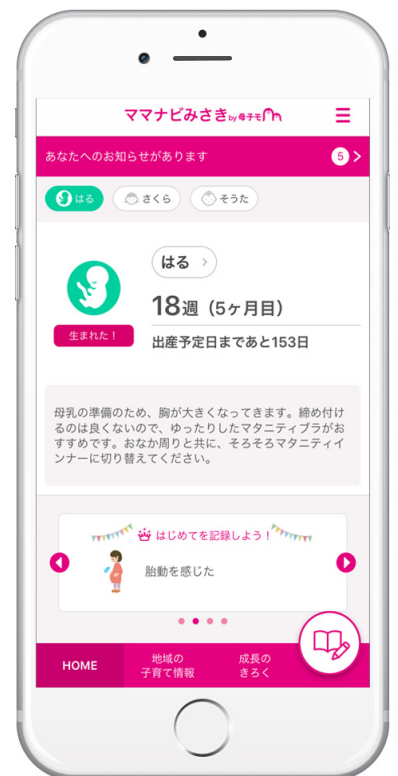 ママナビみさき by 母子モ
あなたへのお知らせがあります 5
はる さくら そうた
はる
18週（5ヶ月目）
生まれた！
出産予定日まであと153日
母乳の準備のため、胸が大きくなってきます。締め付け
るのは良くないので、ゆったりしたマタニティブラがお
すすめです。おなか周りと共に、そろそろマタニティイ
ンナーに切り替えてください。
はじめてを記録しよう！
胎動を感じた
HOME
地域の
子育て情報
成長の
きろく